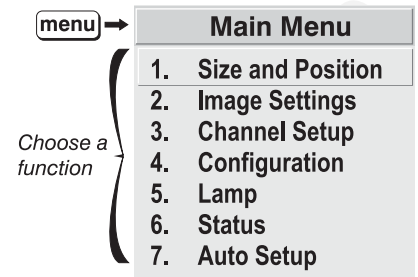 menu
Main Menu
1. Size and Position
2. Image Settings
3. Channel Setup
4. Configuration
5. Lamp
6. Status
7. Auto Setup
Choose a
function